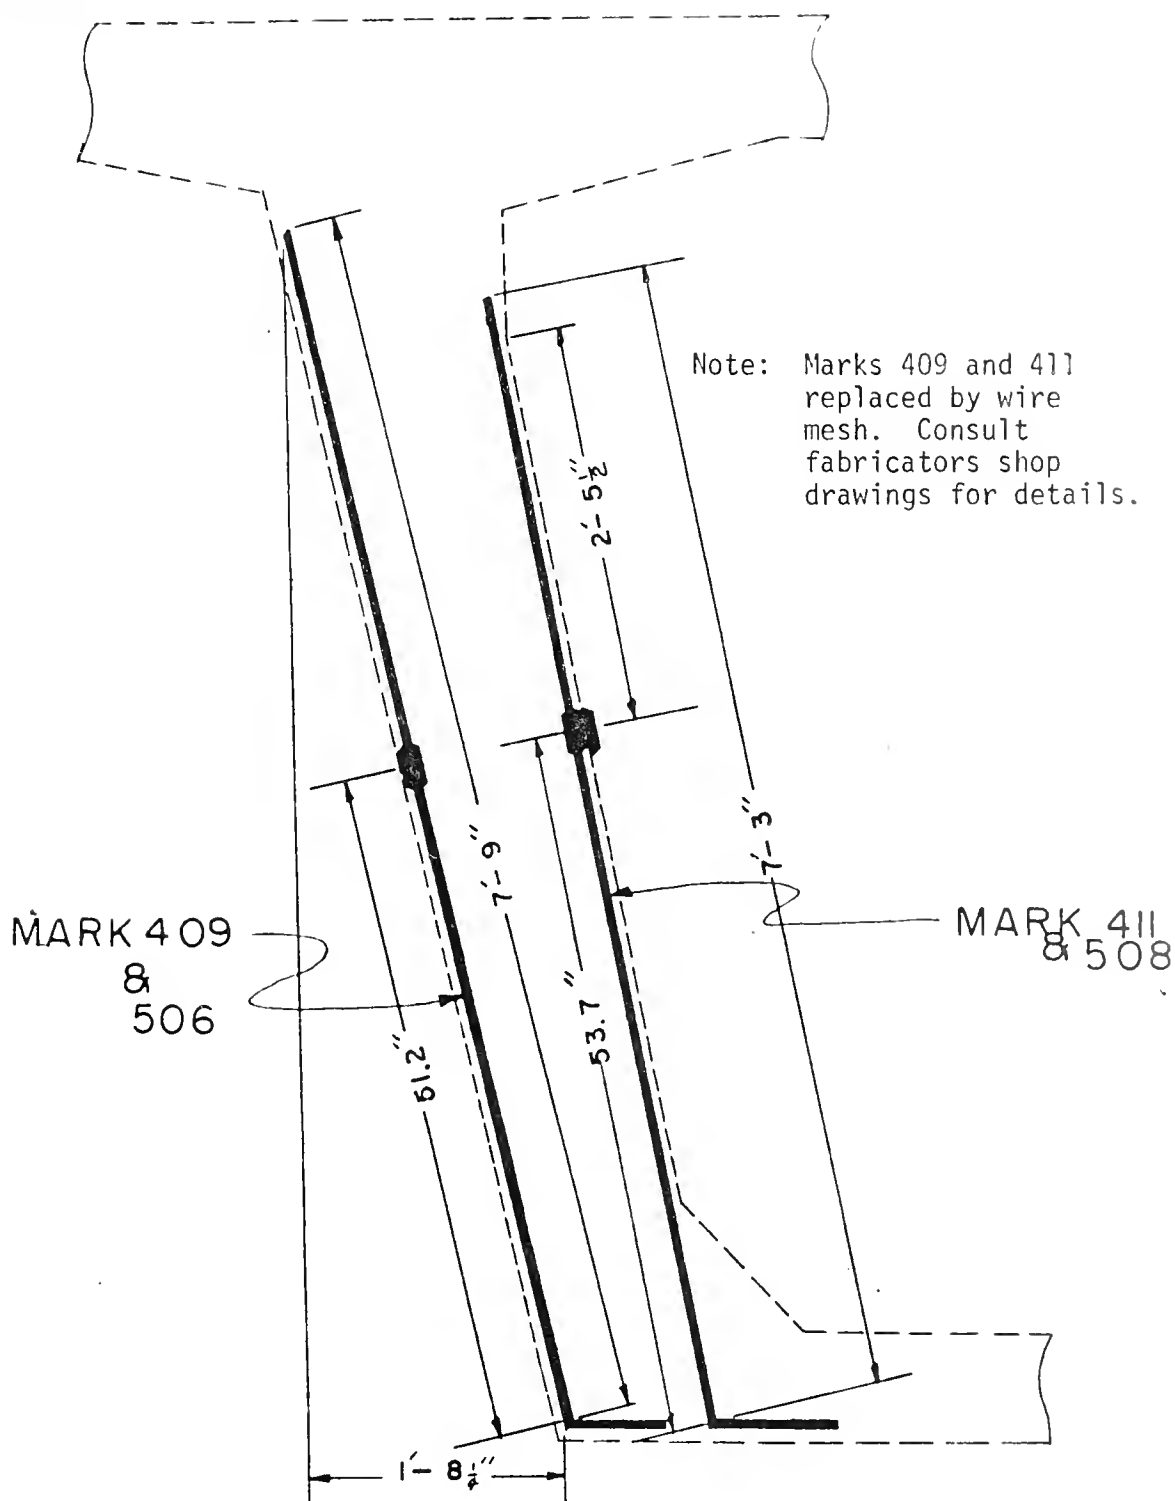 Note: Marks 409 and 411
replaced by wire
mesh. Consult
fabricators shop
drawings for details.
2'-5½"
7'-9"
7'-3"
MARK 409
&
506
MARK 411
& 508
51.2"
53.7"
1'-8¼"